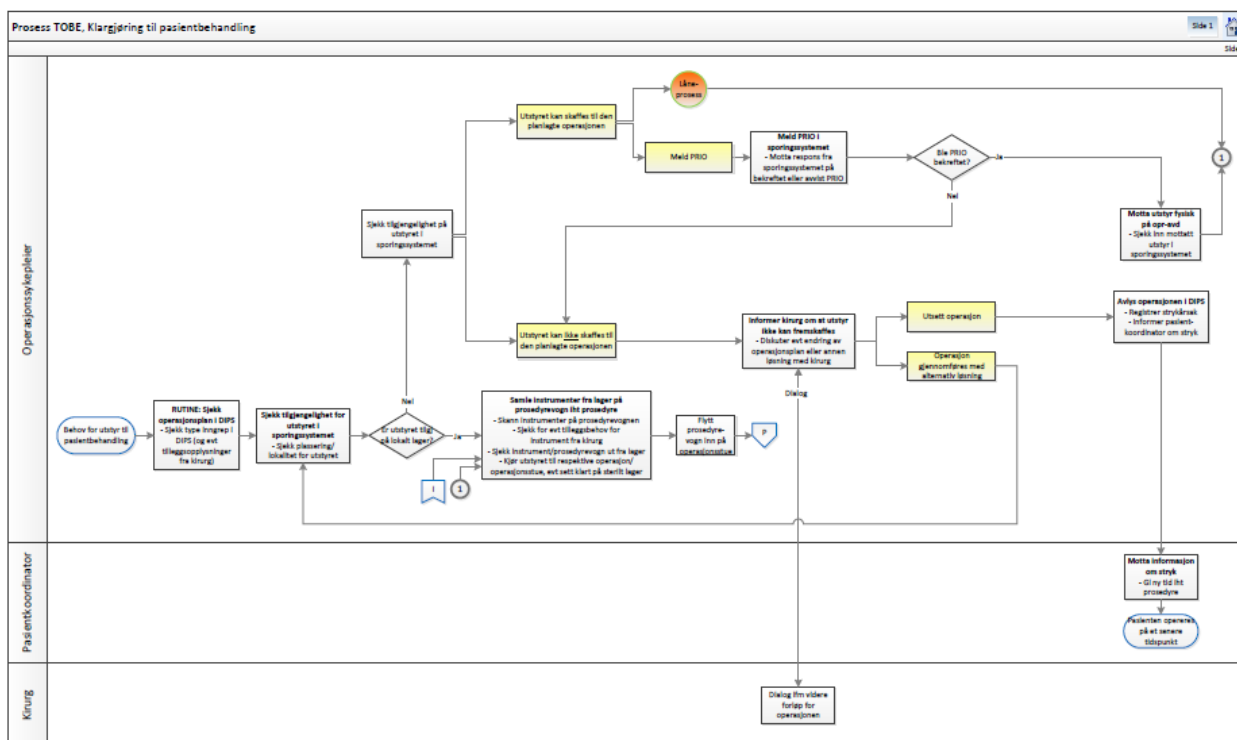 Prosess TOBE, Klargjøring til pasientbehandling
Side 1
Side
Operasjonssykepleier
Låne-
prosess
Utstyret kan skaffes til den
planlagte operasjonen
Meld PRIO
Meld PRIO i
sporingssystemet
- Motta respons fra
sporingssystemet på
bekreftet eller avvist PRIO
Ble PRIO
bekreftet?
Ja
Nei
1
Motta utstyr fysisk
på opr-avd
- Sjekk inn mottatt
utstyr i
sporingssystemet
Sjekk tilgjengelighet på
utstyret i
sporingssystemet
Utstyret kan ikke skaffes til
den planlagte operasjonen
Informer kirurg om at utstyr
ikke kan fremskaffes
- Diskuter evt endring av
operasjonsplan eller annen
løsning med kirurg
Utsett operasjon
Operasjon
gjennomføres med
alternativ løsning
Avlys operasjonen i DIPS
- Registrer strykårsak
- Informer pasient-
koordinator om stryk
Nei
Dialog
Behov for utstyr til
pasientbehandling
RUTINE: Sjekk
operasjonsplan i DIPS
- Sjekk type inngrep i
DIPS (og evt
tilleggsopplysninger
fra kirurg)
Sjekk tilgjengelighet for
utstyret i
sporingssystemet
- Sjekk plassering/
lokalitet for utstyret
Er utstyret tilgj
på lokalt lager?
Ja
Samle instrumenter fra lager på
prosedyrevogn iht prosedyre
- Skann instrumenter på prosedyrevognen
- Sjekk for evt tilleggsbehov for
instrument fra kirurg
- Sjekk instrument/prosedyrevogn ut fra lager
- Kjør utstyret til respektive operasjon/
operasjonsstue, evt sett klart på sterilt lager
Flytt
prosedyre-
vogn inn på
operasjonsstue
P
I
1
Pasientkoordinator
Motta informasjon
om stryk
- Gi ny tid iht
prosedyre
Pasienten opereres
på et senere
tidspunkt
Kirurg
Dialog ifm videre
forløp for
operasjonen